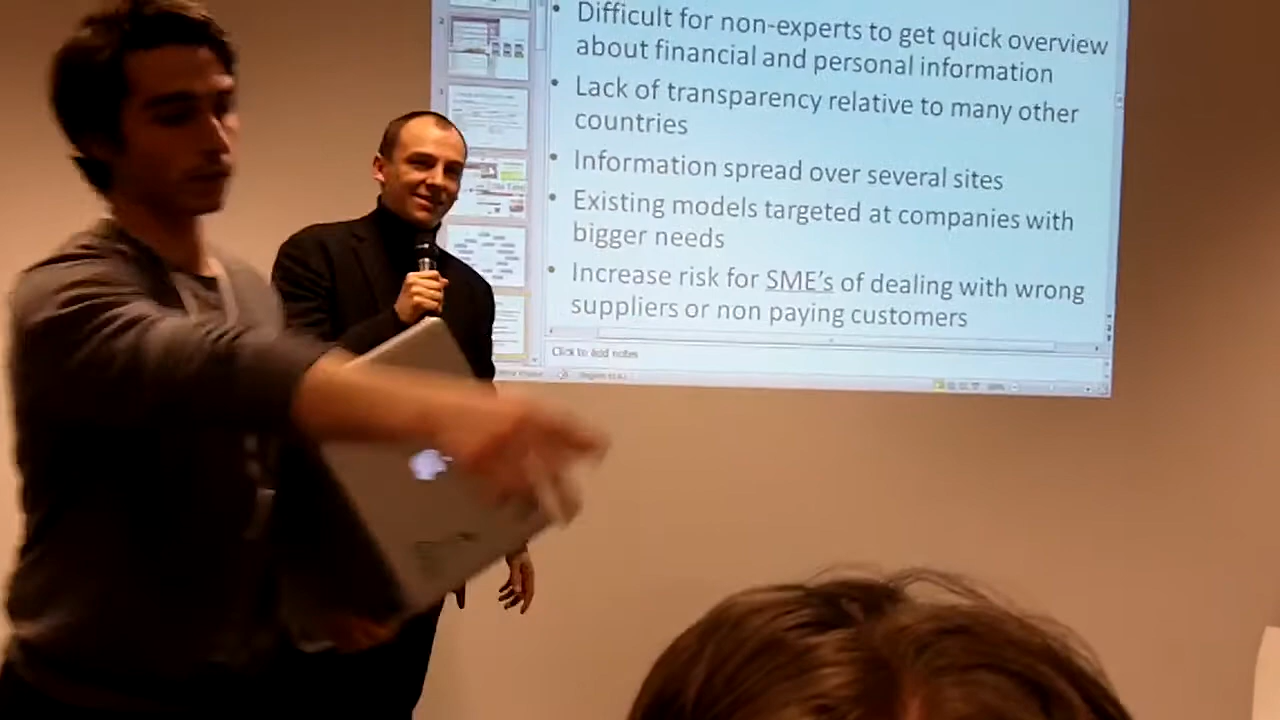 Difficult for non-experts to get quick overview
about financial and personal information
Lack of transparency relative to many other
countries
Information spread over several sites
Existing models targeted at companies with
bigger needs
Increase risk for SME's of dealing with wrong
suppliers or non paying customers
Click to add notes